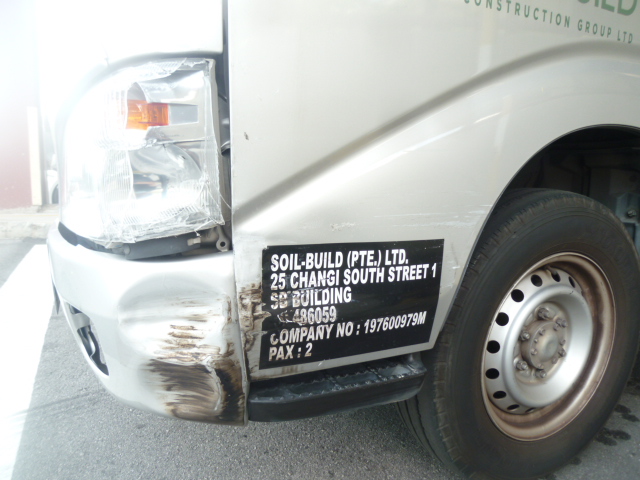 CONSTRUCTION GROUP LTD
SOIL-BUILD (PTE.) LTD.
25 CHANGI SOUTH STREET 1
SB BUILDING
486059
COMPANY NO : 197600979M
PAX : 2